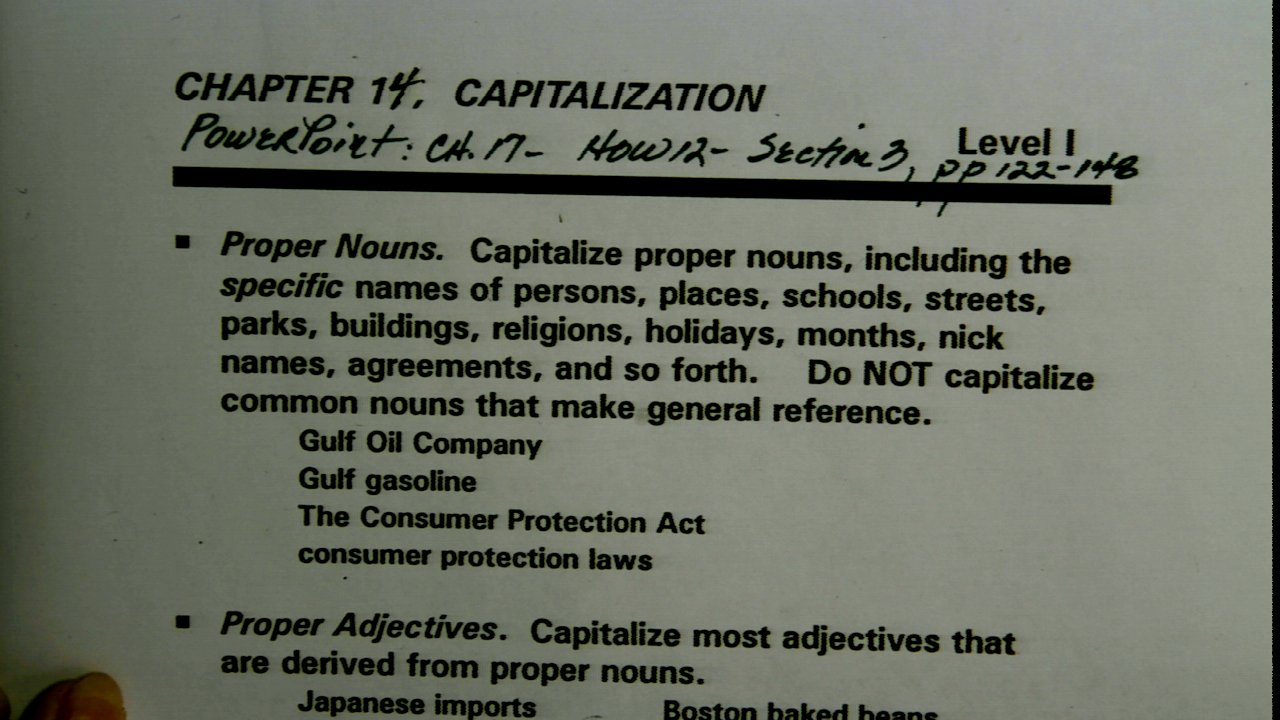 CHAPTER 14, CAPITALIZATION
PowerPoint: CH. 17- HOW12- Section 3, pp 122-148
Level I
▪ Proper Nouns. Capitalize proper nouns, including the
specific names of persons, places, schools, streets,
parks, buildings, religions, holidays, months, nick
names, agreements, and so forth. Do NOT capitalize
common nouns that make general reference.
Gulf Oil Company
Gulf gasoline
The Consumer Protection Act
consumer protection laws
▪ Proper Adjectives. Capitalize most adjectives that
are derived from proper nouns.
Japanese imports Boston baked beans